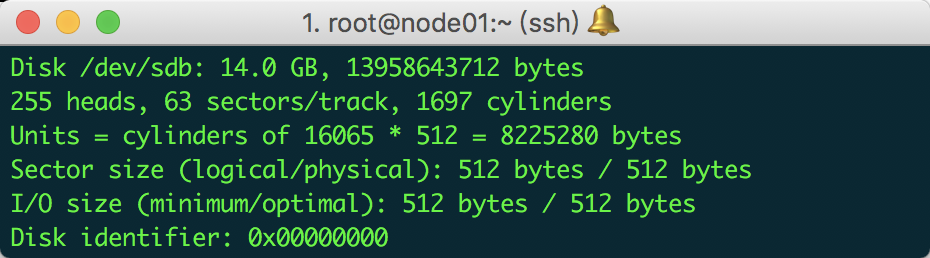 1. root@node01:~ (ssh)
Disk /dev/sdb: 14.0 GB, 13958643712 bytes
255 heads, 63 sectors/track, 1697 cylinders
Units = cylinders of 16065 * 512 = 8225280 bytes
Sector size (logical/physical): 512 bytes / 512 bytes
I/O size (minimum/optimal): 512 bytes / 512 bytes
Disk identifier: 0x00000000